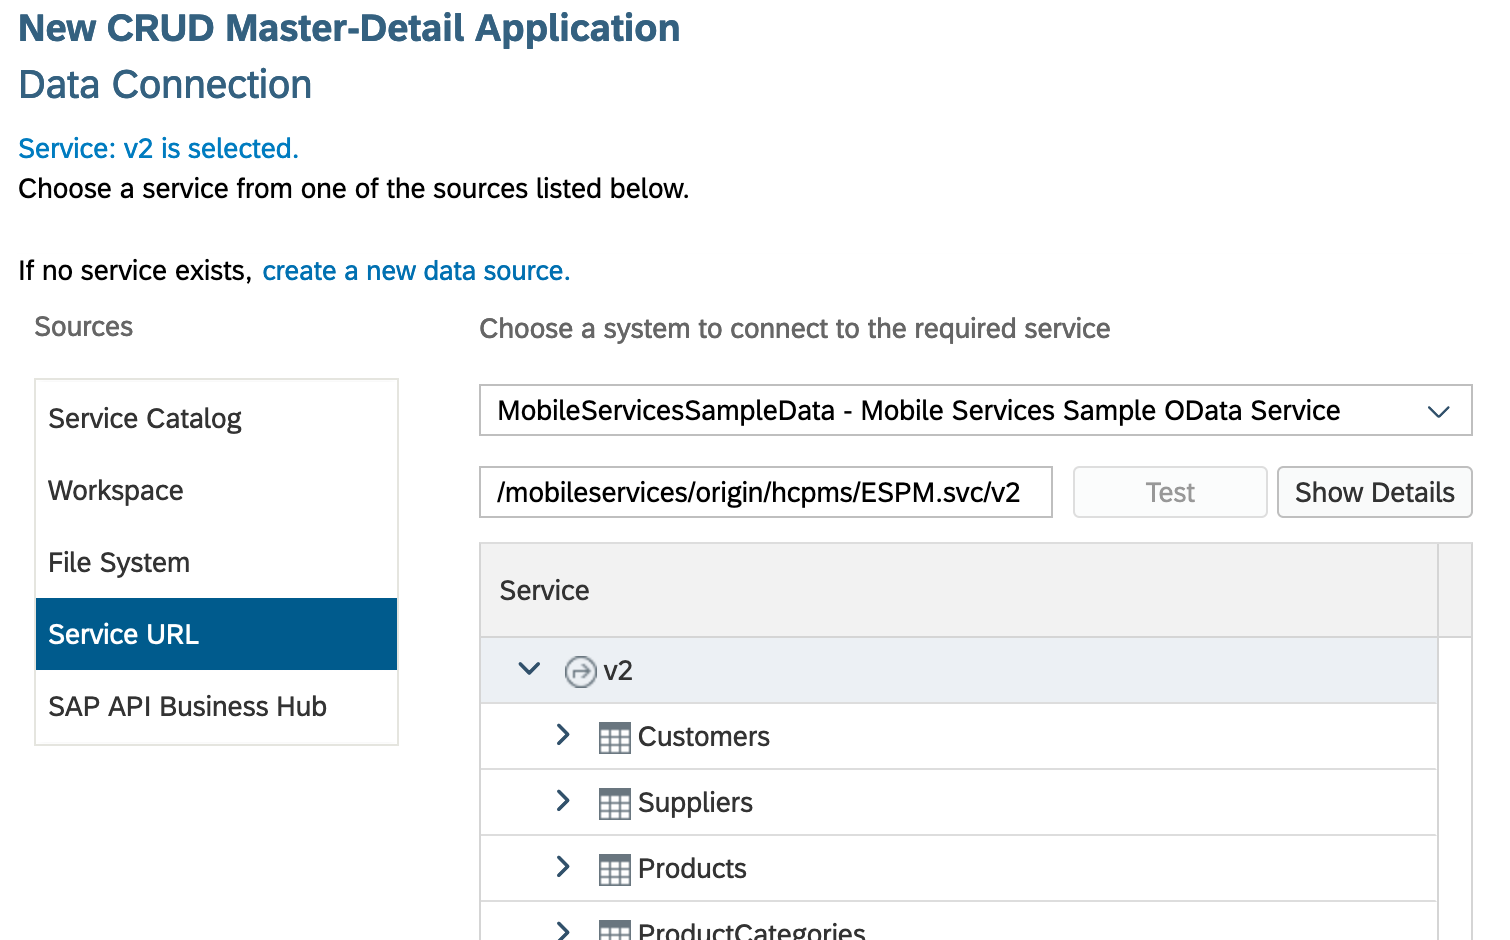 New CRUD Master-Detail Application
Data Connection
Service: v2 is selected.
Choose a service from one of the sources listed below.
If no service exists, create a new data source.
Sources
Service Catalog
Workspace
File System
Service URL
SAP API Business Hub
Choose a system to connect to the required service
MobileServicesSampleData - Mobile Services Sample OData Service
/mobileservices/origin/hcpms/ESPM.svc/v2
Test
Show Details
Service
v2
Customers
Suppliers
Products
ProductCategories